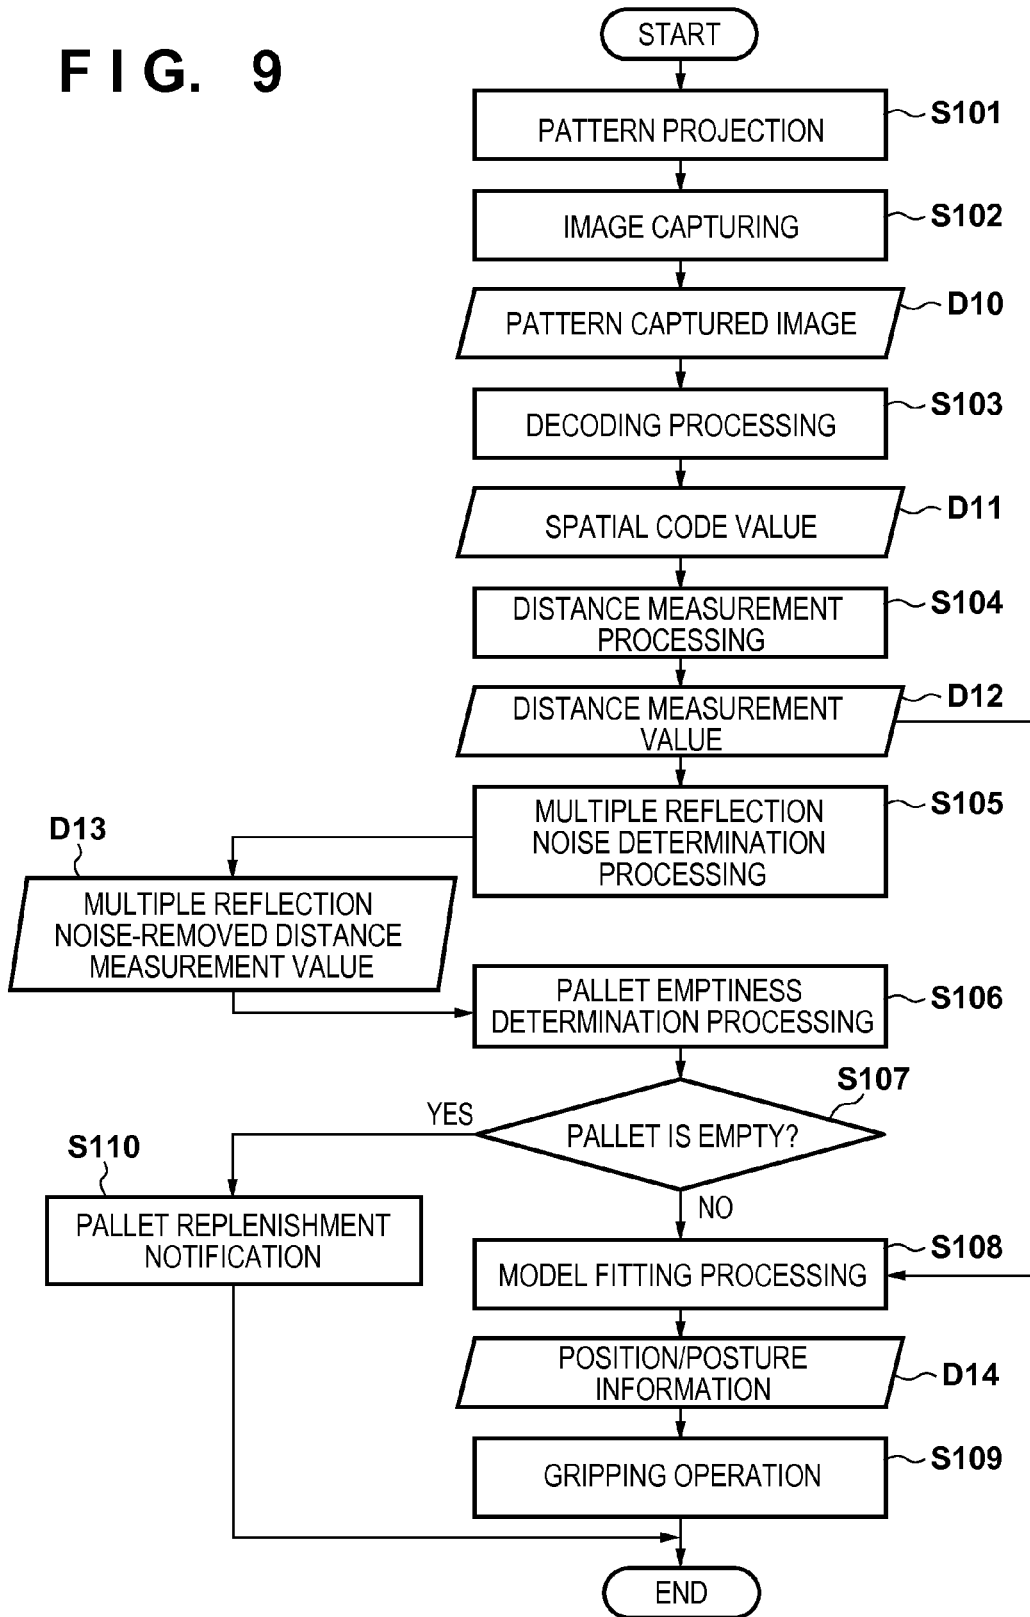 FIG. 9
START
PATTERN PROJECTION
S101
IMAGE CAPTURING
S102
PATTERN CAPTURED IMAGE
D10
DECODING PROCESSING
S103
SPATIAL CODE VALUE
D11
DISTANCE MEASUREMENT
PROCESSING
S104
DISTANCE MEASUREMENT
VALUE
D12
MULTIPLE REFLECTION
NOISE DETERMINATION
PROCESSING
S105
D13
MULTIPLE REFLECTION
NOISE-REMOVED DISTANCE
MEASUREMENT VALUE
PALLET EMPTINESS
DETERMINATION PROCESSING
S106
S107
PALLET IS EMPTY?
YES
NO
S110
PALLET REPLENISHMENT
NOTIFICATION
MODEL FITTING PROCESSING
S108
POSITION/POSTURE
INFORMATION
D14
GRIPPING OPERATION
S109
END